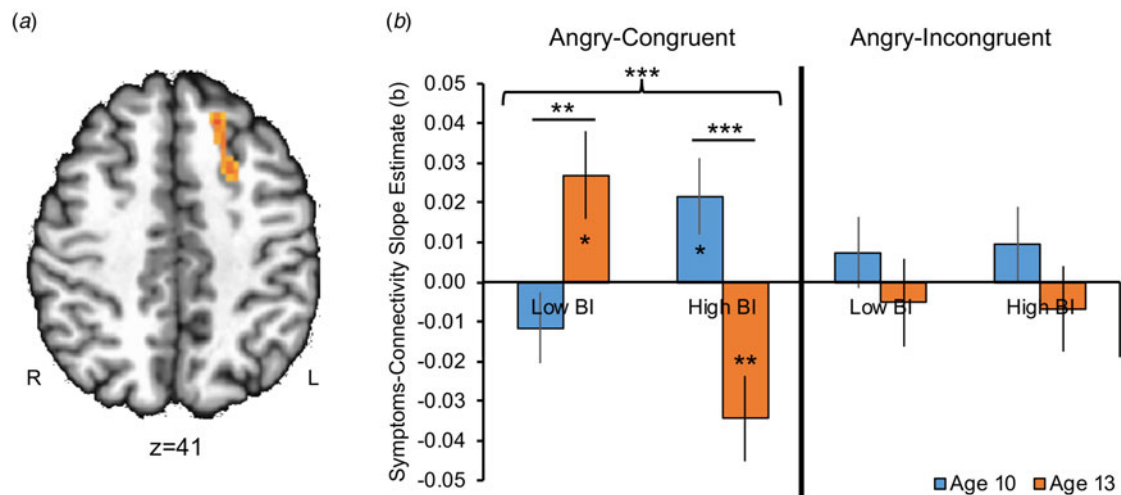 (a)
R
L
z=41
(b)
Angry-Congruent
Angry-Incongruent
Symptoms-Connectivity Slope Estimate (b)
0.05
0.04
0.03
0.02
0.01
0.00
-0.01
-0.02
-0.03
-0.04
-0.05
***
**
***
*
*
**
Low BI
High BI
Low BI
High BI
Age 10
Age 13